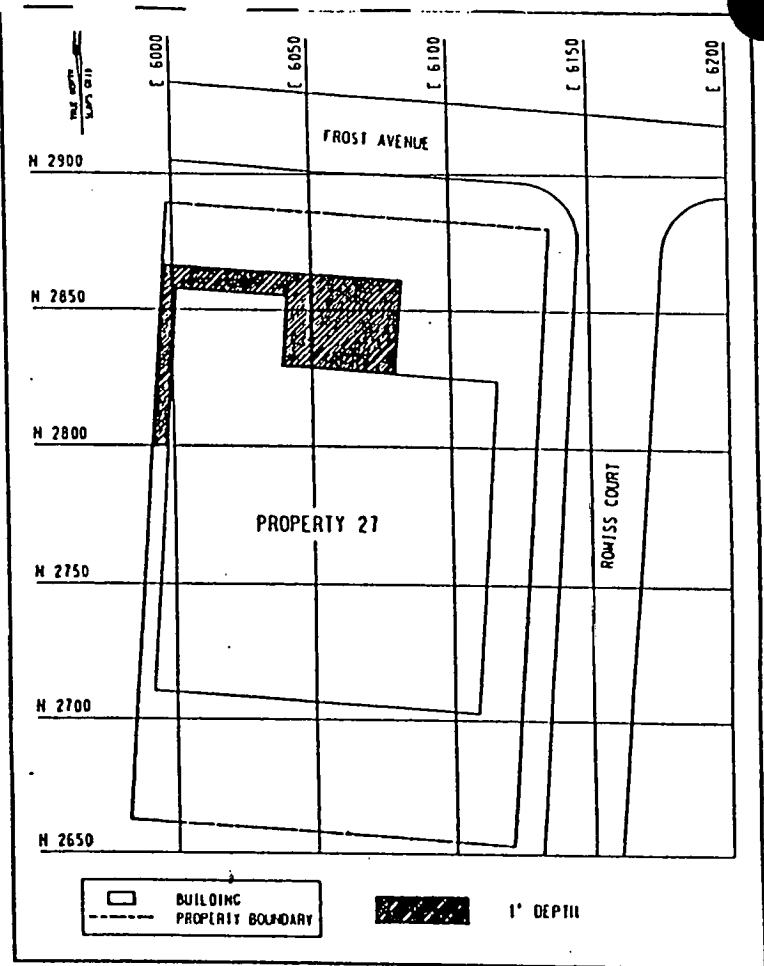 E 6000
E 6050
E 6100
E 6150
E 6200
FROST AVENUE
N 2900
N 2850
N 2800
PROPERTY 27
ROWISS COURT
N 2750
N 2700
N 2650
BUILDING
PROPERTY BOUNDARY
1" DEPTH